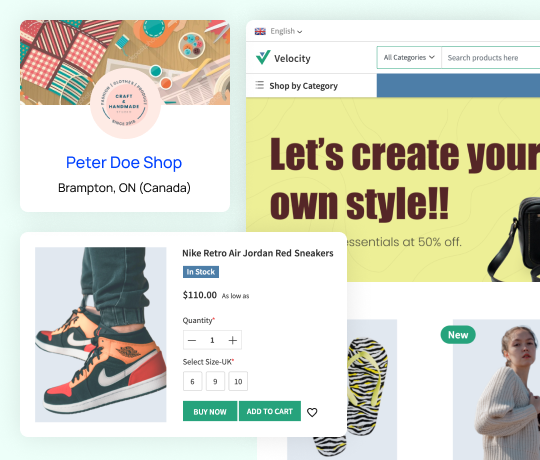 English
Velocity
All Categories
Search products here
Shop by Category
FASHION | CLOTHES | PRODUCT
CRAFT
&
HANDMADE
SINCE 2015
Peter Doe Shop
Brampton, ON (Canada)
Let's create your
own style!!
essentials at 50% off.
Nike Retro Air Jordan Red Sneakers
In Stock
$110.00 As low as
Quantity*
1
Select Size-UK*
6 9 10
BUY NOW ADD TO CART
New